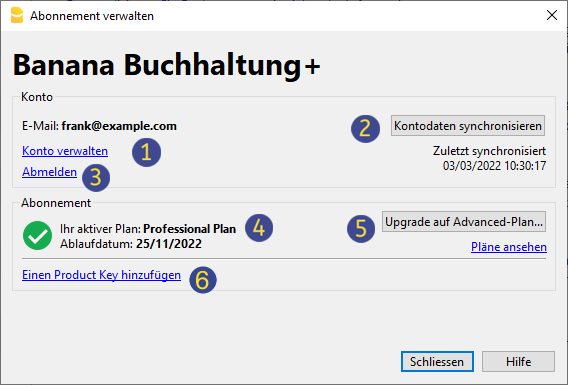 Abonnement verwalten
Banana Buchhaltung+
Konto
E-Mail: frank@example.com
2
Kontodaten synchronisieren
Konto verwalten
1
Zuletzt synchronisiert
Abmelden
3
03/03/2022 10:30:17
Abonnement
Ihr aktiver Plan: Professional Plan
4
5
Upgrade auf Advanced-Plan...
Ablaufdatum: 25/11/2022
Pläne ansehen
Einen Product Key hinzufügen
6
Schliessen
Hilfe